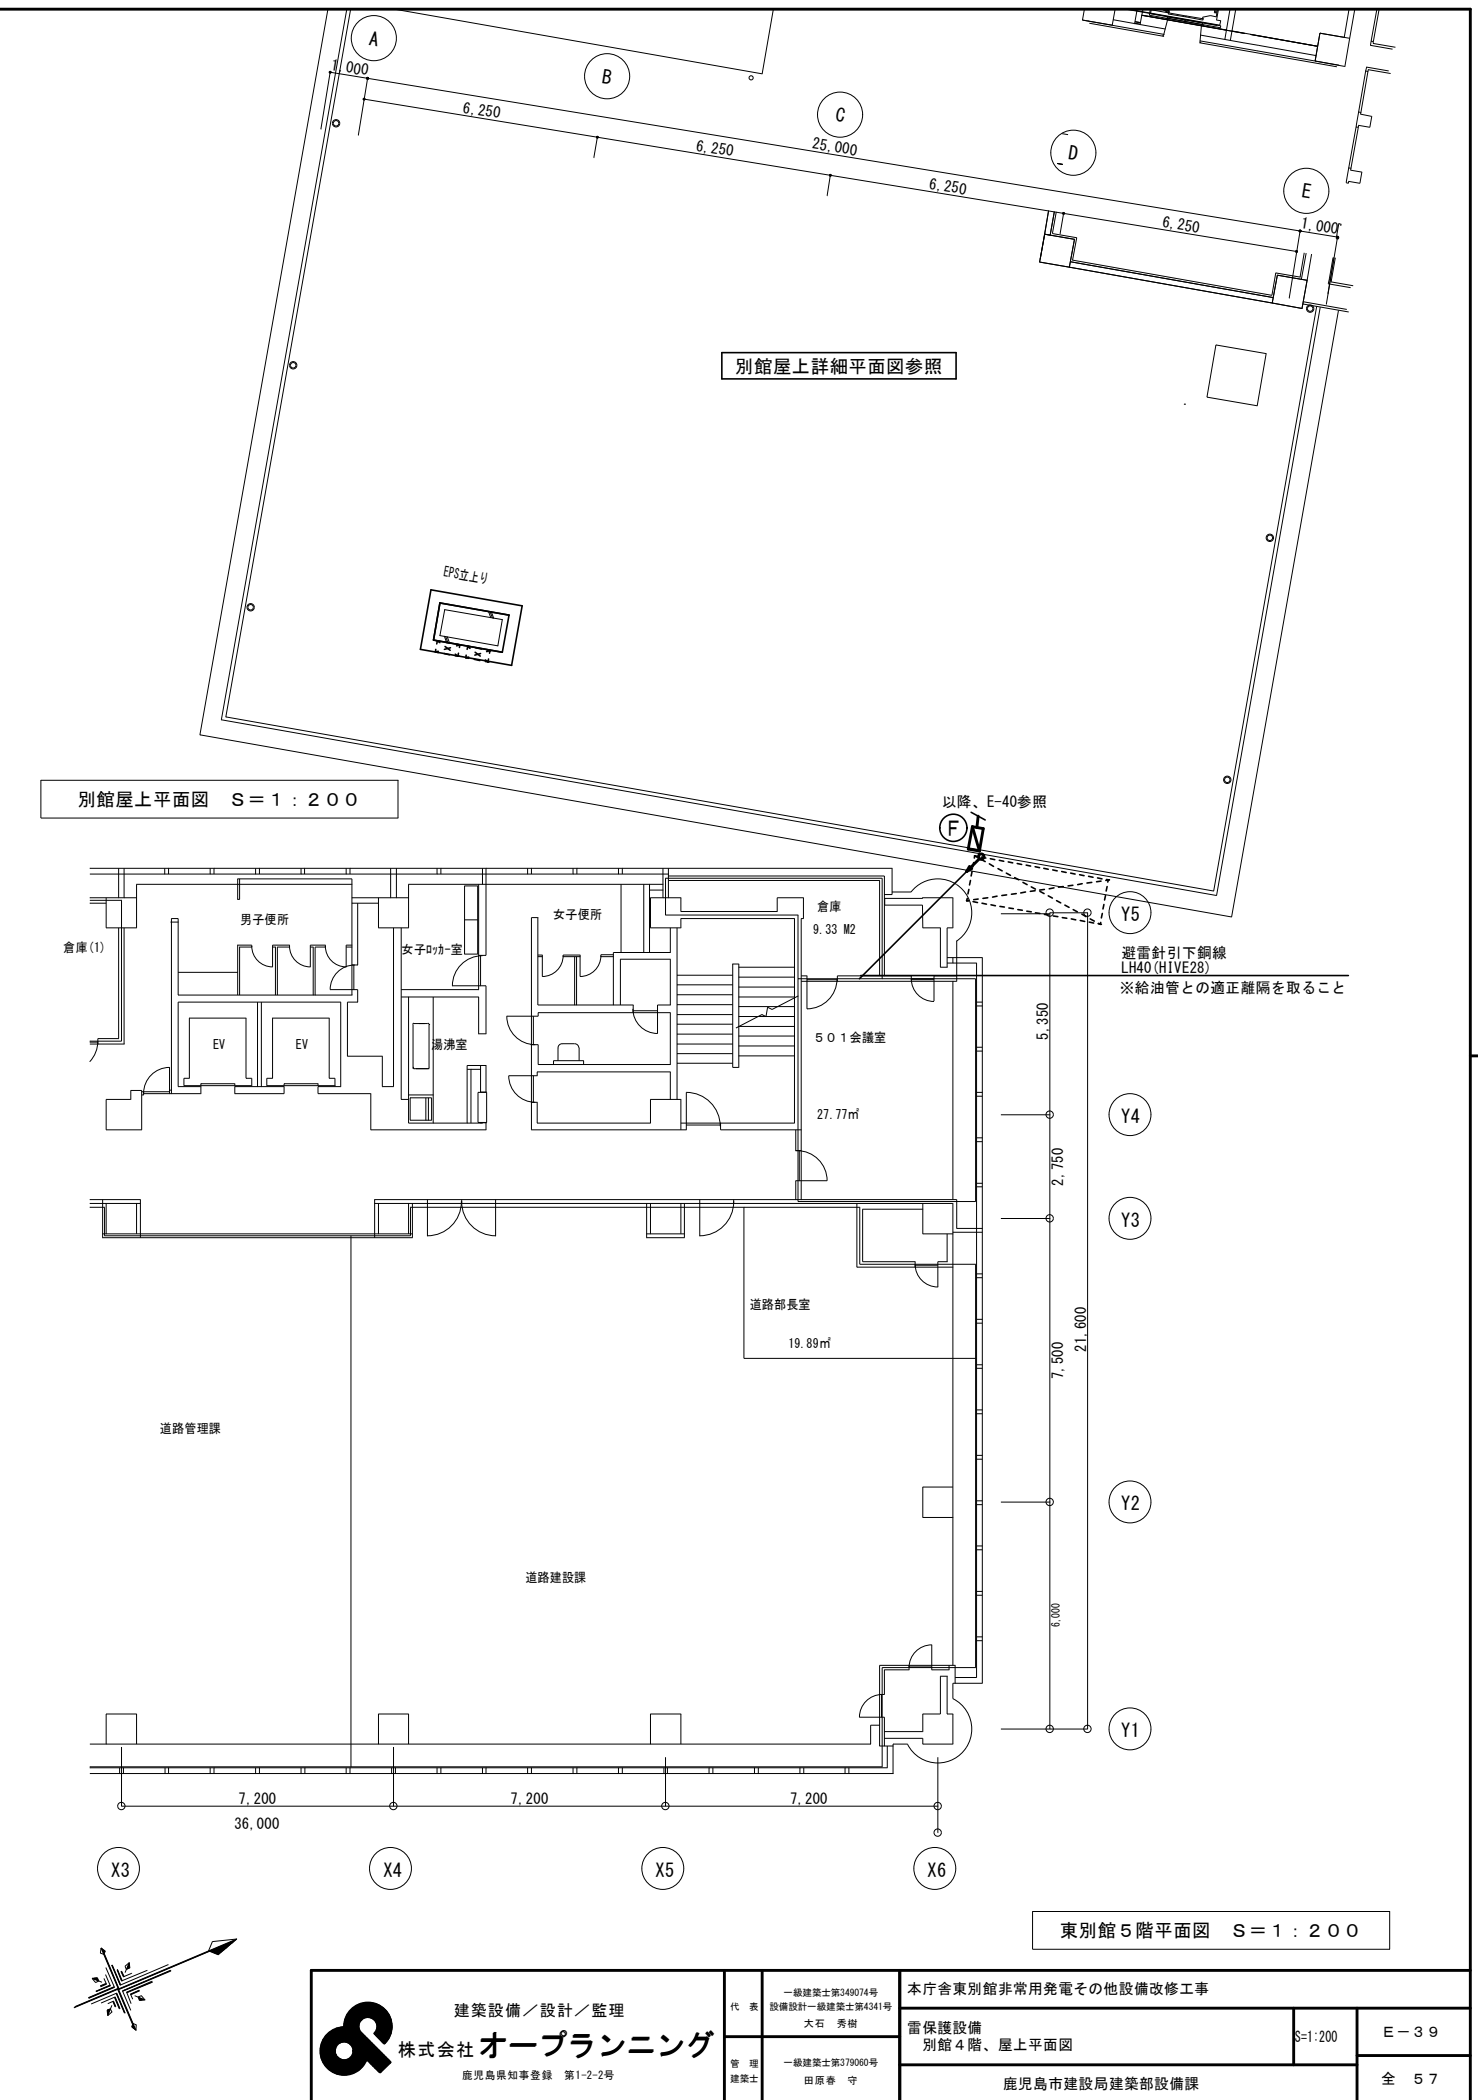 A
1,000
B
6,250
C
6,250
25,000
D
6,250
E
6,250
1,000
別館屋上詳細平面図参照
EPS立上り
別館屋上平面図 S=1:200
以降、E-40参照
F
倉庫(1)
男子便所
女子ロッカー室
女子便所
倉庫
9.33 M2
Y5
避雷針引下銅線
LH40(HIVE28)
※給油管との適正離隔を取ること
EV
EV
湯沸室
501会議室
5,350
27.77㎡
Y4
2,750
Y3
道路部長室
19.89㎡
7,500
21,600
道路管理課
Y2
道路建設課
6,000
Y1
7,200
7,200
7,200
36,000
X3
X4
X5
X6
東別館5階平面図 S=1:200
建築設備/設計/監理
株式会社オープランニング
鹿児島県知事登録 第1-2-2号
代表
一級建築士第349074号
設備設計一級建築士第4341号
大石 秀樹
管理
建築士
一級建築士第379060号
田原春 守
本庁舎東別館非常用発電その他設備改修工事
雷保護設備
別館4階、屋上平面図
S=1:200
E-39
鹿児島市建設局建築部設備課
全 57